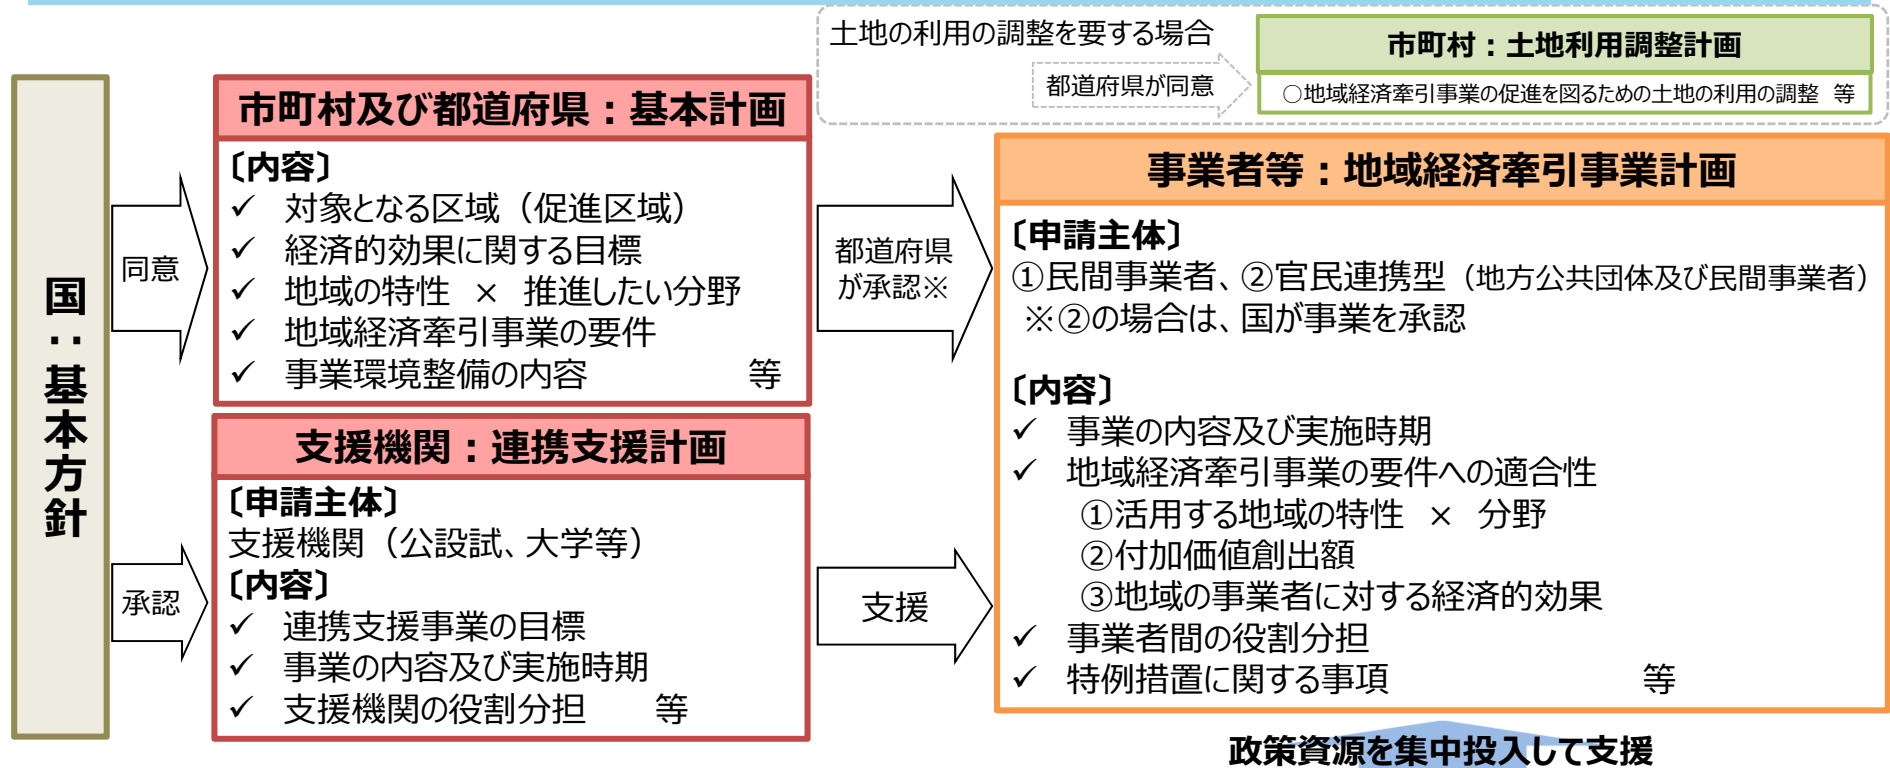 土地の利用の調整を要する場合
都道府県が同意
市町村：土地利用調整計画
○地域経済牽引事業の促進を図るための土地の利用の調整 等
国：基本方針
同意
市町村及び都道府県：基本計画
〔内容〕
✓ 対象となる区域（促進区域）
✓ 経済的効果に関する目標
✓ 地域の特性 × 推進したい分野
✓ 地域経済牽引事業の要件
✓ 事業環境整備の内容 等
承認
支援機関：連携支援計画
〔申請主体〕
支援機関（公設試、大学等）
〔内容〕
✓ 連携支援事業の目標
✓ 事業の内容及び実施時期
✓ 支援機関の役割分担 等
都道府県
が承認※
支援
事業者等：地域経済牽引事業計画
〔申請主体〕
①民間事業者、②官民連携型（地方公共団体及び民間事業者）
※②の場合は、国が事業を承認
〔内容〕
✓ 事業の内容及び実施時期
✓ 地域経済牽引事業の要件への適合性
①活用する地域の特性 × 分野
②付加価値創出額
③地域の事業者に対する経済的効果
✓ 事業者間の役割分担
✓ 特例措置に関する事項 等
政策資源を集中投入して支援